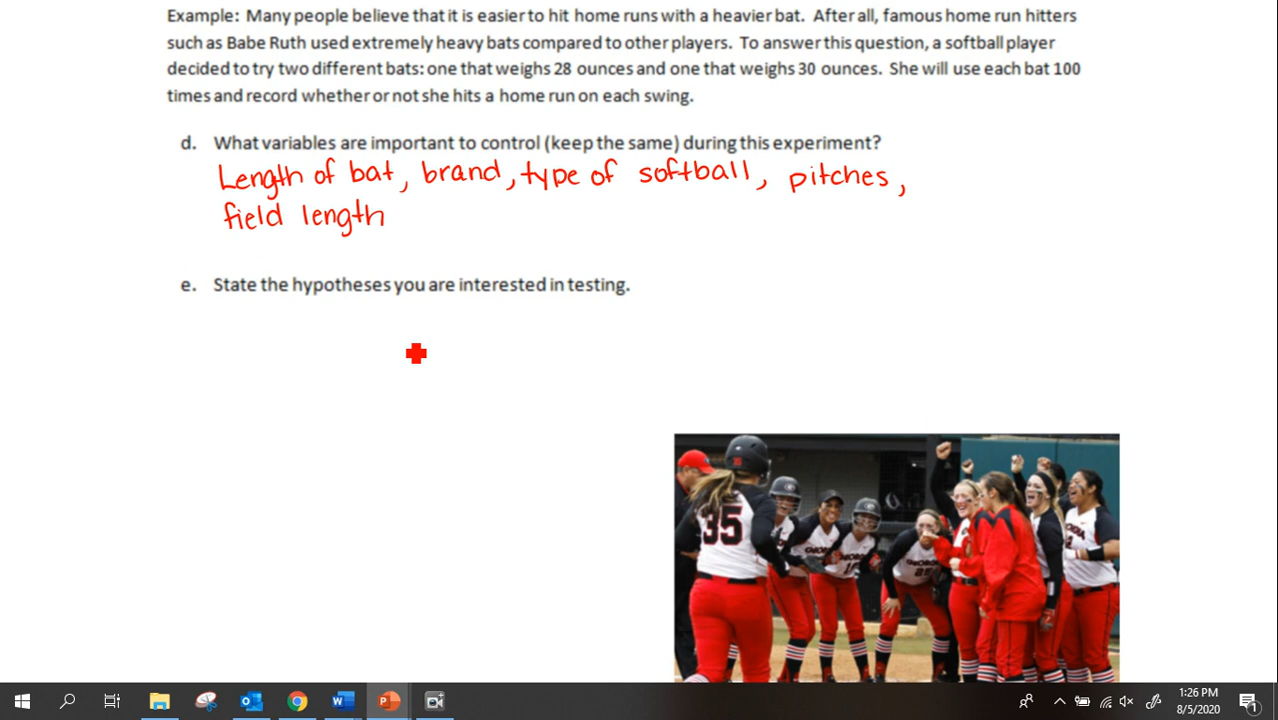 Example: Many people believe that it is easier to hit home runs with a heavier bat. After all, famous home run hitters
such as Babe Ruth used extremely heavy bats compared to other players. To answer this question, a softball player
decided to try two different bats: one that weighs 28 ounces and one that weighs 30 ounces. She will use each bat 100
times and record whether or not she hits a home run on each swing.
d. What variables are important to control (keep the same) during this experiment?
Length of bat, brand, type of softball, pitches,
field length
e. State the hypotheses you are interested in testing.
35
1:26 PM
8/5/2020
1